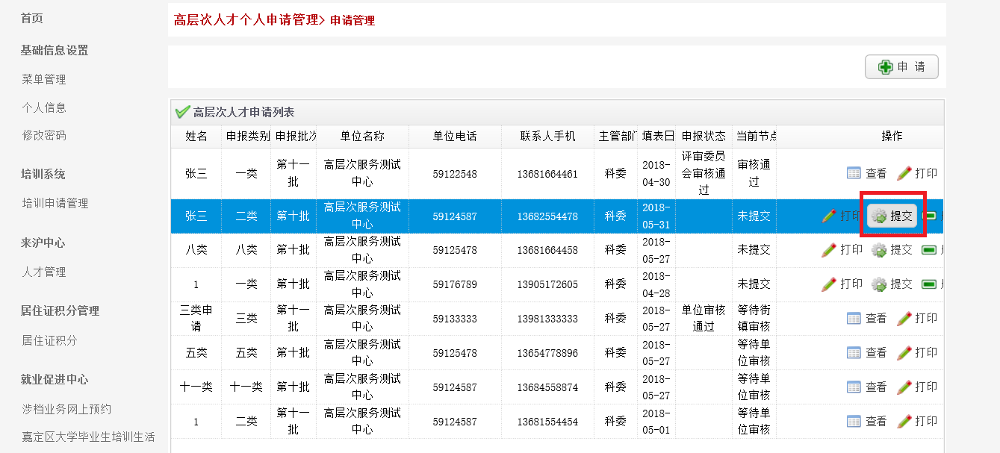 首页
基础信息设置
菜单管理
个人信息
修改密码
培训系统
培训申请管理
来沪中心
人才管理
居住证积分管理
居住证积分
就业促进中心
涉档业务网上预约
嘉定区大学毕业生培训生活
高层次人才个人申请管理> 申请管理
申 请
高层次人才申请列表
姓名 申报类别 申报批次 单位名称 单位电话 联系人手机 主管部门 填表日 申报状态 当前节点 操作
张三 一类 第十一批 高层次服务测试中心 59122548 13681664461 科委 2018-04-30 评审委员会审核通过 审核通过 查看 打印
张三 二类 第十批 高层次服务测试中心 59124587 13682554478 科委 2018-05-31 未提交 打印 提交
八类 八类 第十批 高层次服务测试中心 59125478 13681664458 科委 2018-05-27 未提交 打印 提交
1 一类 第十批 高层次服务测试中心 59176789 13905172605 科委 2018-04-28 未提交 打印 提交
三类申请 三类 第十一批 高层次服务测试中心 59133333 13981333333 科委 2018-05-27 单位审核通过 等待街镇审核 查看 打印
五类 五类 第十批 高层次服务测试中心 59125478 13654778896 科委 2018-05-27 等待单位审核 查看 打印
十一类 十一类 第十批 高层次服务测试中心 59124587 13684558874 科委 2018-05-27 等待单位审核 查看 打印
1 二类 第十一批 高层次服务测试中心 59124587 13681554454 科委 2018-05-01 等待单位审核 查看 打印